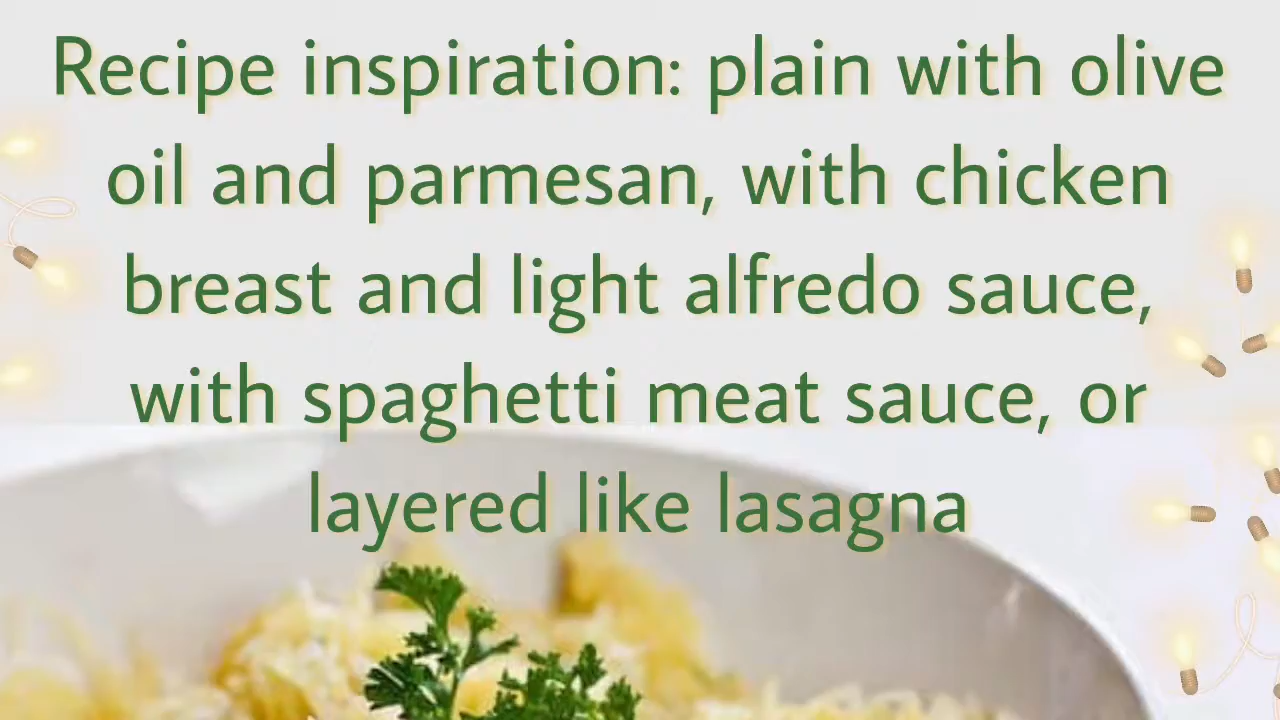 Recipe inspiration: plain with olive
oil and parmesan, with chicken
breast and light alfredo sauce,
with spaghetti meat sauce, or
layered like lasagna